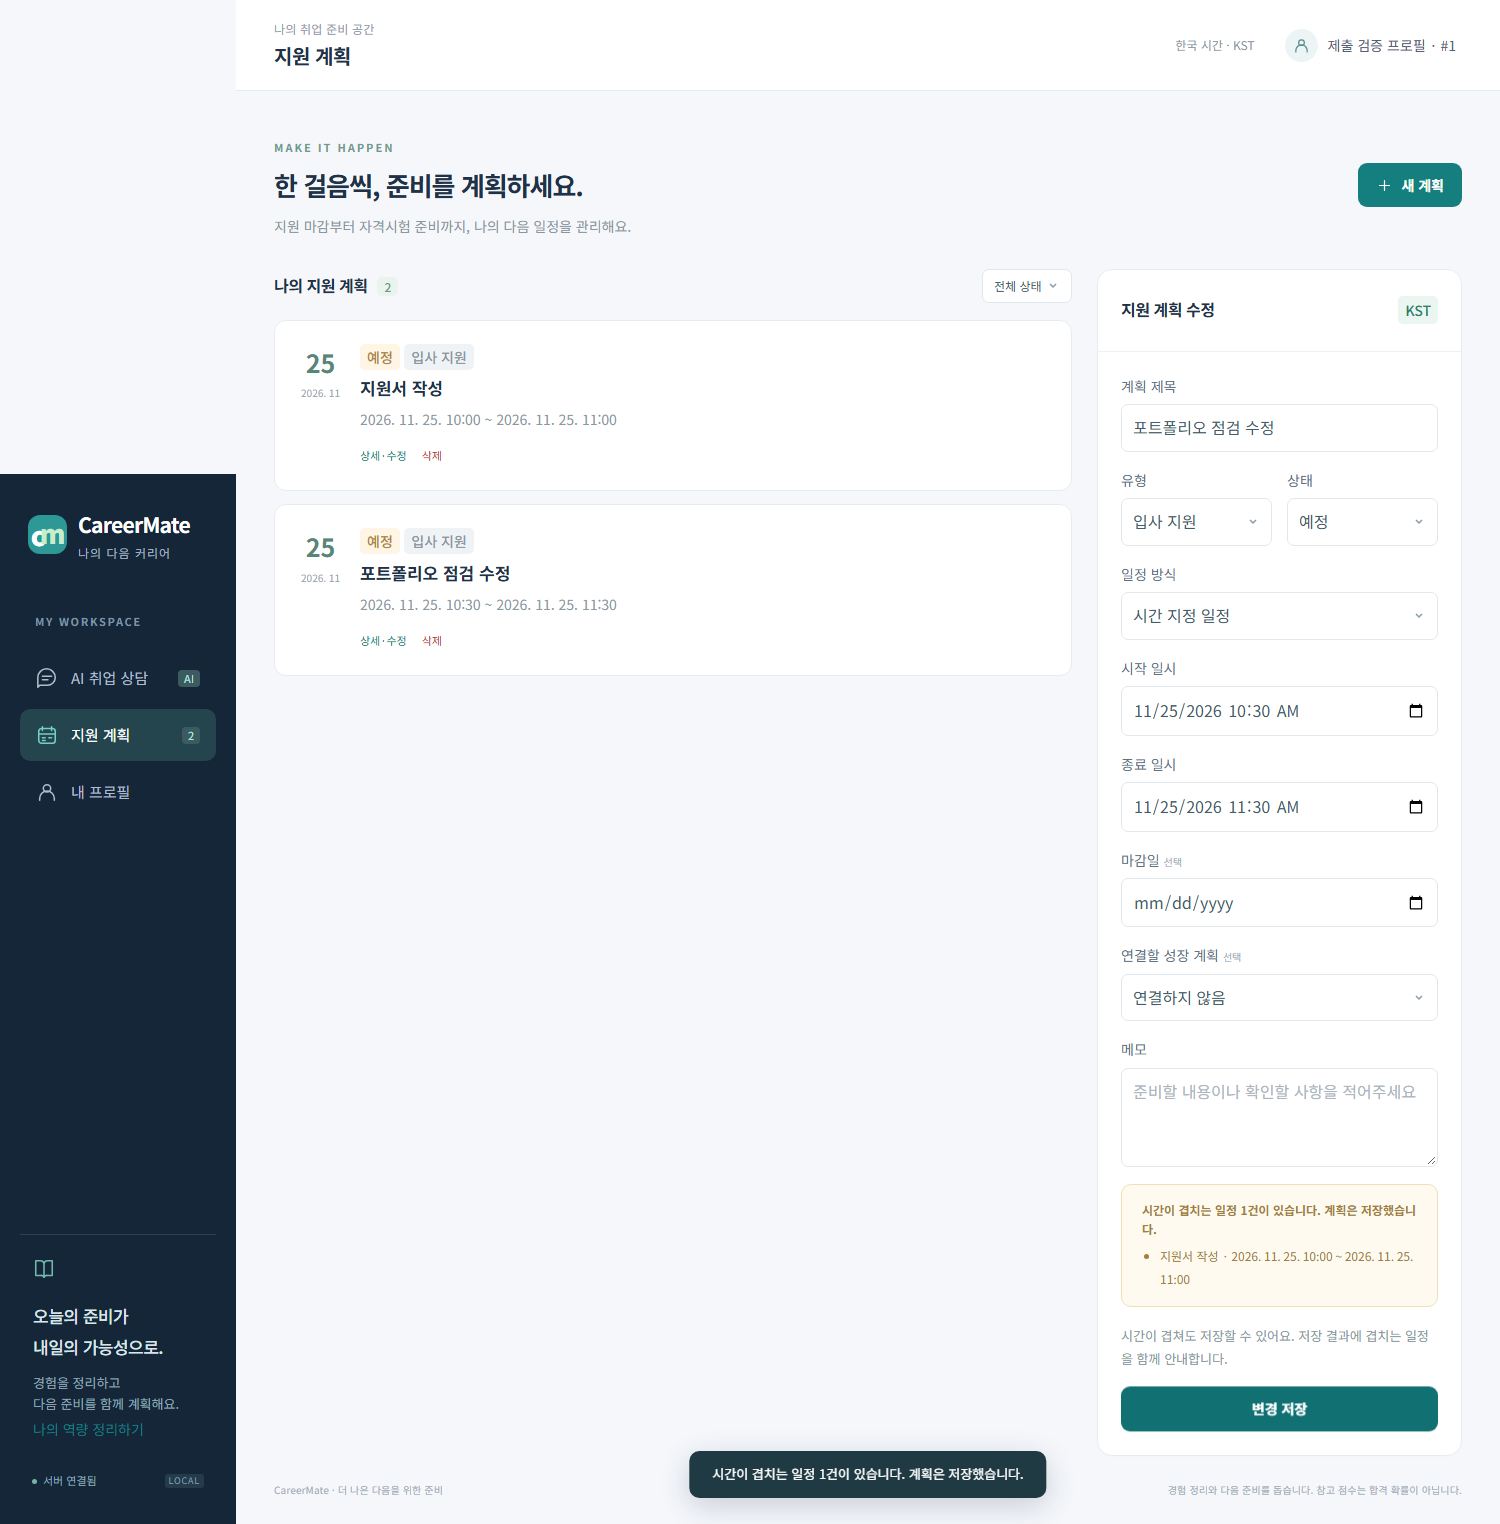 나의 취업 준비 공간
지원 계획
한국 시간 · KST
제출 검증 프로필 · #1
MAKE IT HAPPEN
한 걸음씩, 준비를 계획하세요.
지원 마감부터 자격시험 준비까지, 나의 다음 일정을 관리해요.
+ 새 계획
나의 지원 계획 2
전체 상태
25
2026. 11
예정 입사 지원
지원서 작성
2026. 11. 25. 10:00 ~ 2026. 11. 25. 11:00
상세·수정 삭제
25
2026. 11
예정 입사 지원
포트폴리오 점검 수정
2026. 11. 25. 10:30 ~ 2026. 11. 25. 11:30
상세·수정 삭제
지원 계획 수정
KST
계획 제목
포트폴리오 점검 수정
유형 상태
입사 지원 예정
일정 방식
시간 지정 일정
시작 일시
11/25/2026 10:30 AM
종료 일시
11/25/2026 11:30 AM
마감일 선택
mm/dd/yyyy
연결할 성장 계획 선택
연결하지 않음
메모
준비할 내용이나 확인할 사항을 적어주세요
시간이 겹치는 일정 1건이 있습니다. 계획은 저장했습니
다.
지원서 작성 · 2026. 11. 25. 10:00 ~ 2026. 11. 25.
11:00
시간이 겹쳐도 저장할 수 있어요. 저장 결과에 겹치는 일정
을 함께 안내합니다.
변경 저장
cm
CareerMate
나의 다음 커리어
MY WORKSPACE
AI 취업 상담 AI
지원 계획 2
내 프로필
오늘의 준비가
내일의 가능성으로.
경험을 정리하고
다음 준비를 함께 계획해요.
나의 역량 정리하기
서버 연결됨 LOCAL
시간이 겹치는 일정 1건이 있습니다. 계획은 저장했습니다.
CareerMate · 더 나은 다음을 위한 준비
경험 정리와 다음 준비를 돕습니다. 참고 점수는 합격 확률이 아닙니다.